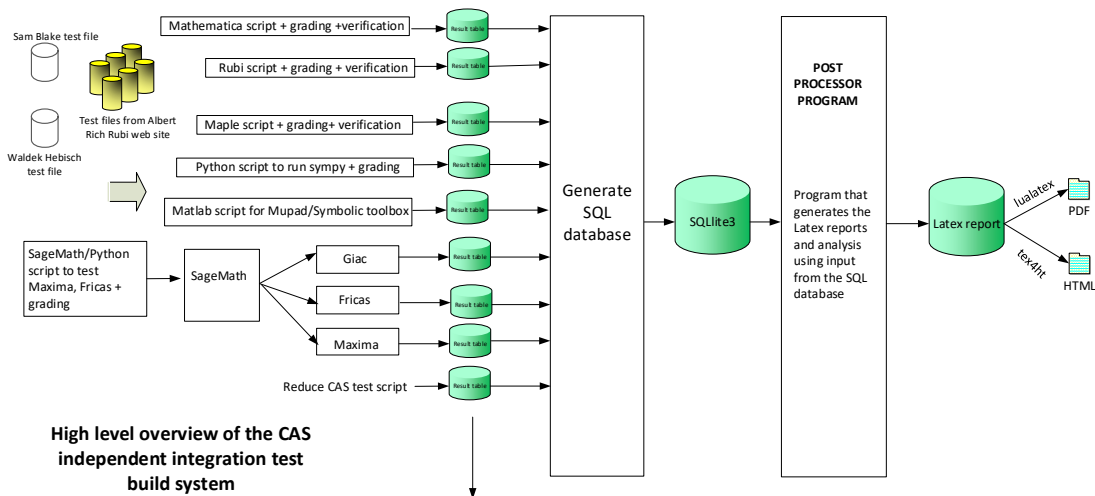 Sam Blake test file
Test files from Albert
Rich Rubi web site
Waldek Hebisch
test file
Mathematica script + grading +verification
Result table
Rubi script + grading + verification
Result table
Maple script + grading+ verification
Result table
Python script to run sympy + grading
Result table
Matlab script for Mupad/Symbolic toolbox
Result table
SageMath/Python
script to test
Maxima, Fricas +
grading
SageMath
Giac
Result table
Fricas
Result table
Maxima
Result table
Reduce CAS test script
Result table
Generate
SQL
database
SQLlite3
POST
PROCESSOR
PROGRAM
Program that
generates the
Latex reports
and analysis
using input
from the SQL
database
Latex report
lualatex
PDF
tex4ht
HTML
High level overview of the CAS
independent integration test
build system